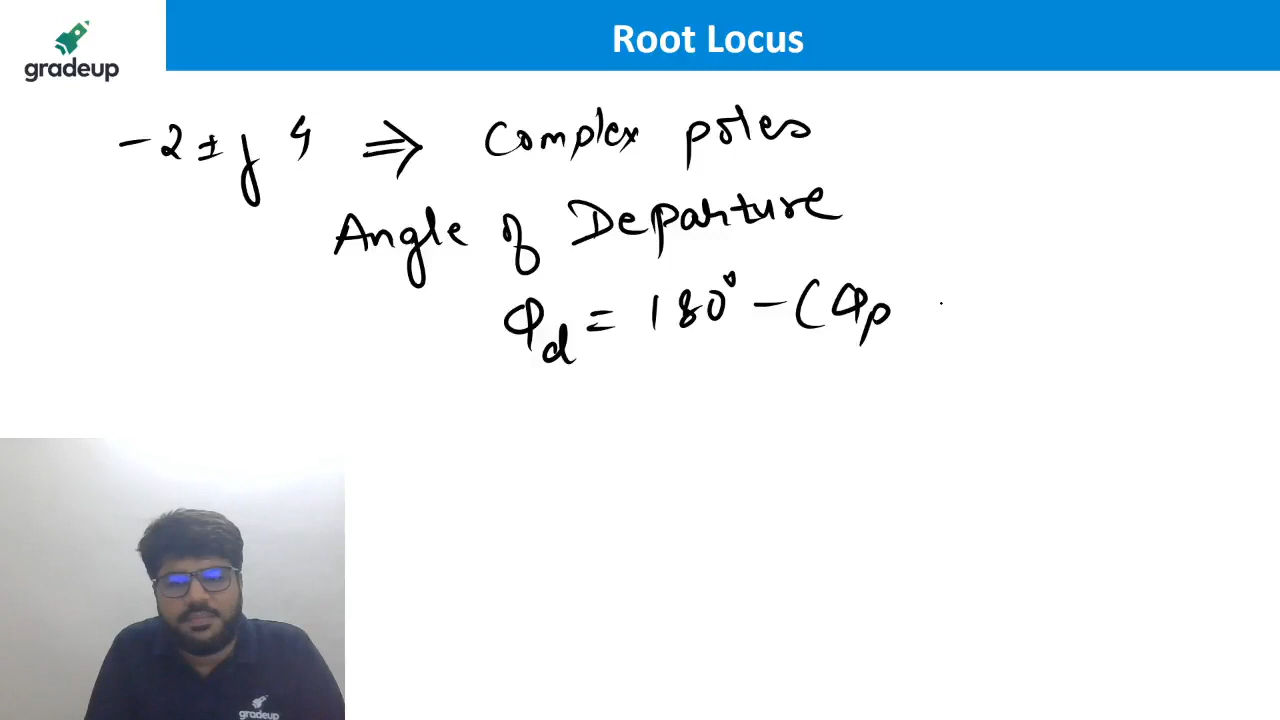 Root Locus
gradeup
-2 ± j 4 ⇒ Complex poles
Angle of Departure
Φd = 180° - (Φp
gradeup